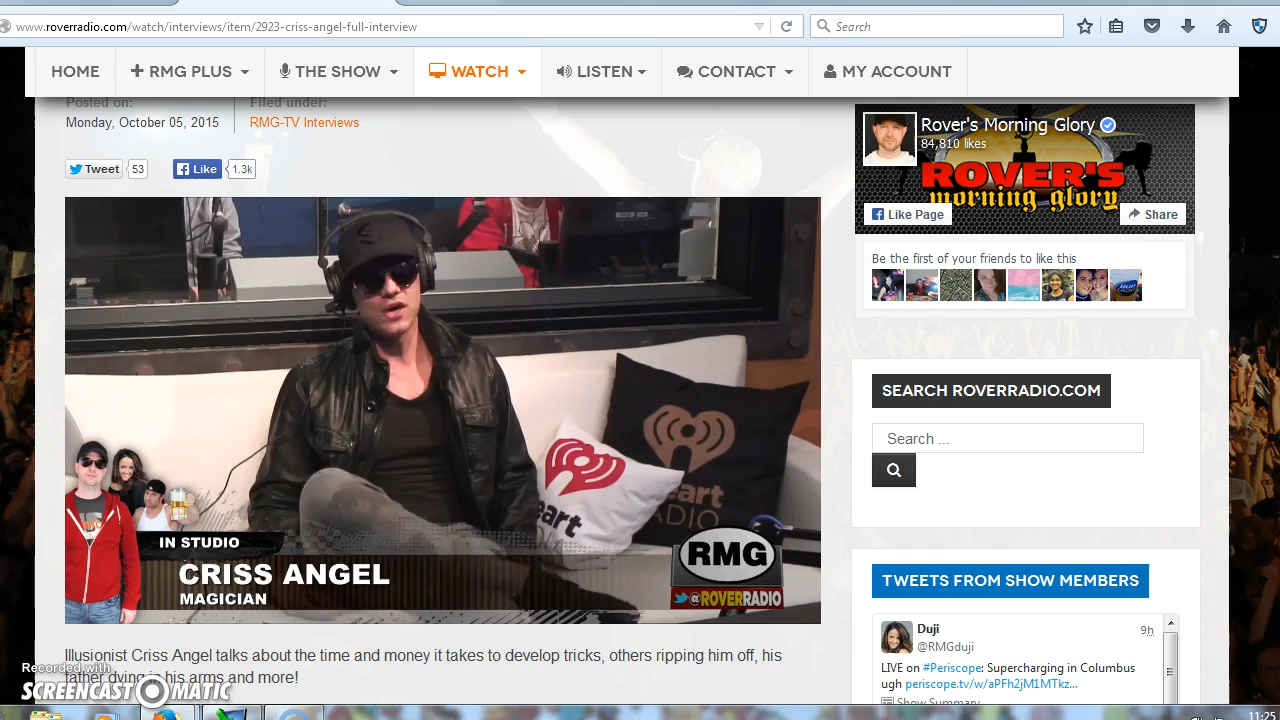 www.roverradio.com/watch/interviews/item/2923-criss-angel-full-interview
Search
HOME
RMG PLUS
THE SHOW
WATCH
LISTEN
CONTACT
MY ACCOUNT
Posted on:
Monday, October 05, 2015
Filed under:
RMG-TV Interviews
Tweet
53
Like
1.3k
Rover's Morning Glory
84,810 likes
ROVER'S
morning glory
Like Page
Share
Be the first of your friends to like this
SEARCH ROVERRADIO.COM
Search ...
eart
heart
RADIO
IN STUDIO
CRISS ANGEL
MAGICIAN
RMG
@ROVERRADIO
TWEETS FROM SHOW MEMBERS
Duji
9h
@RMGduji
LIVE on #Periscope: Supercharging in Columbus
ugh periscope.tv/w/aPFh2jM1MTkz...
Show Summary
Illusionist Criss Angel talks about the time and money it takes to develop tricks, others ripping him off, his
father dying in his arms and more!
Recorded with
SCREENCAST-O-MATIC
11:25